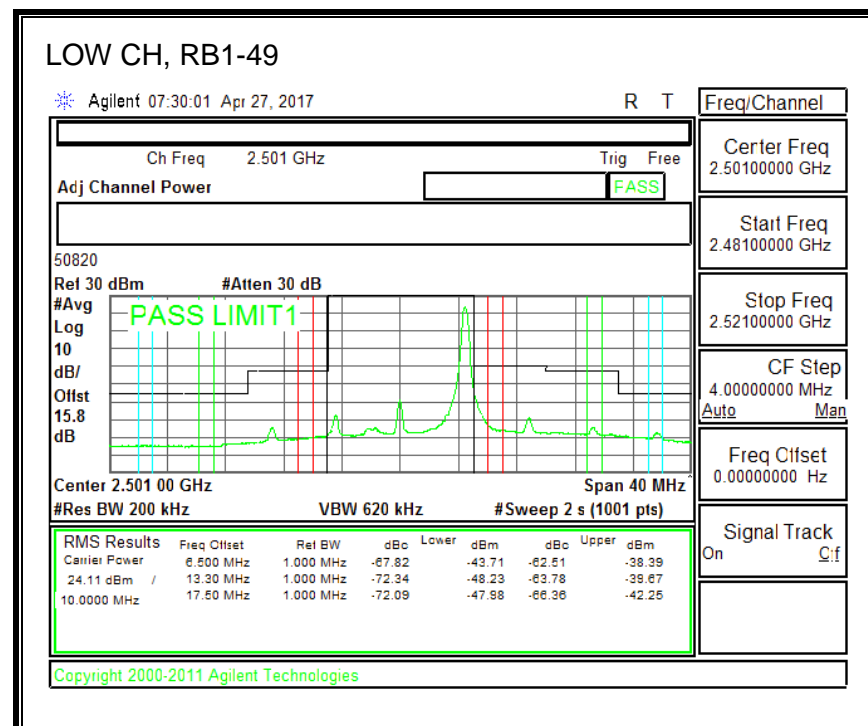 LOW CH, RB1-49
Agilent 07:30:01 Apr 27, 2017 R T
Freq/Channel
Ch Freq 2.501 GHz Trig Free
Adj Channel Power PASS
Center Freq
2.50100000 GHz
Start Freq
2.48100000 GHz
Stop Freq
2.52100000 GHz
CF Step
4.00000000 MHz
Auto Man
Freq Offset
0.00000000 Hz
Signal Track
On Off
50820
Ref 30 dBm #Atten 30 dB
#Avg
Log
10
dB/
Offst
15.8
dB
PASS LIMIT1
Center 2.501 00 GHz Span 40 MHz
#Res BW 200 kHz VBW 620 kHz #Sweep 2 s (1001 pts)
RMS Results Freq Offset Ref BW dBc Lower dBm dBc Upper dBm
Carrier Power 6.500 MHz 1.000 MHz -67.82 -43.71 -62.51 -38.39
24.11 dBm / 13.30 MHz 1.000 MHz -72.34 -48.23 -63.78 -39.67
10.0000 MHz 17.50 MHz 1.000 MHz -72.09 -47.98 -66.36 -42.25
Copyright 2000-2011 Agilent Technologies